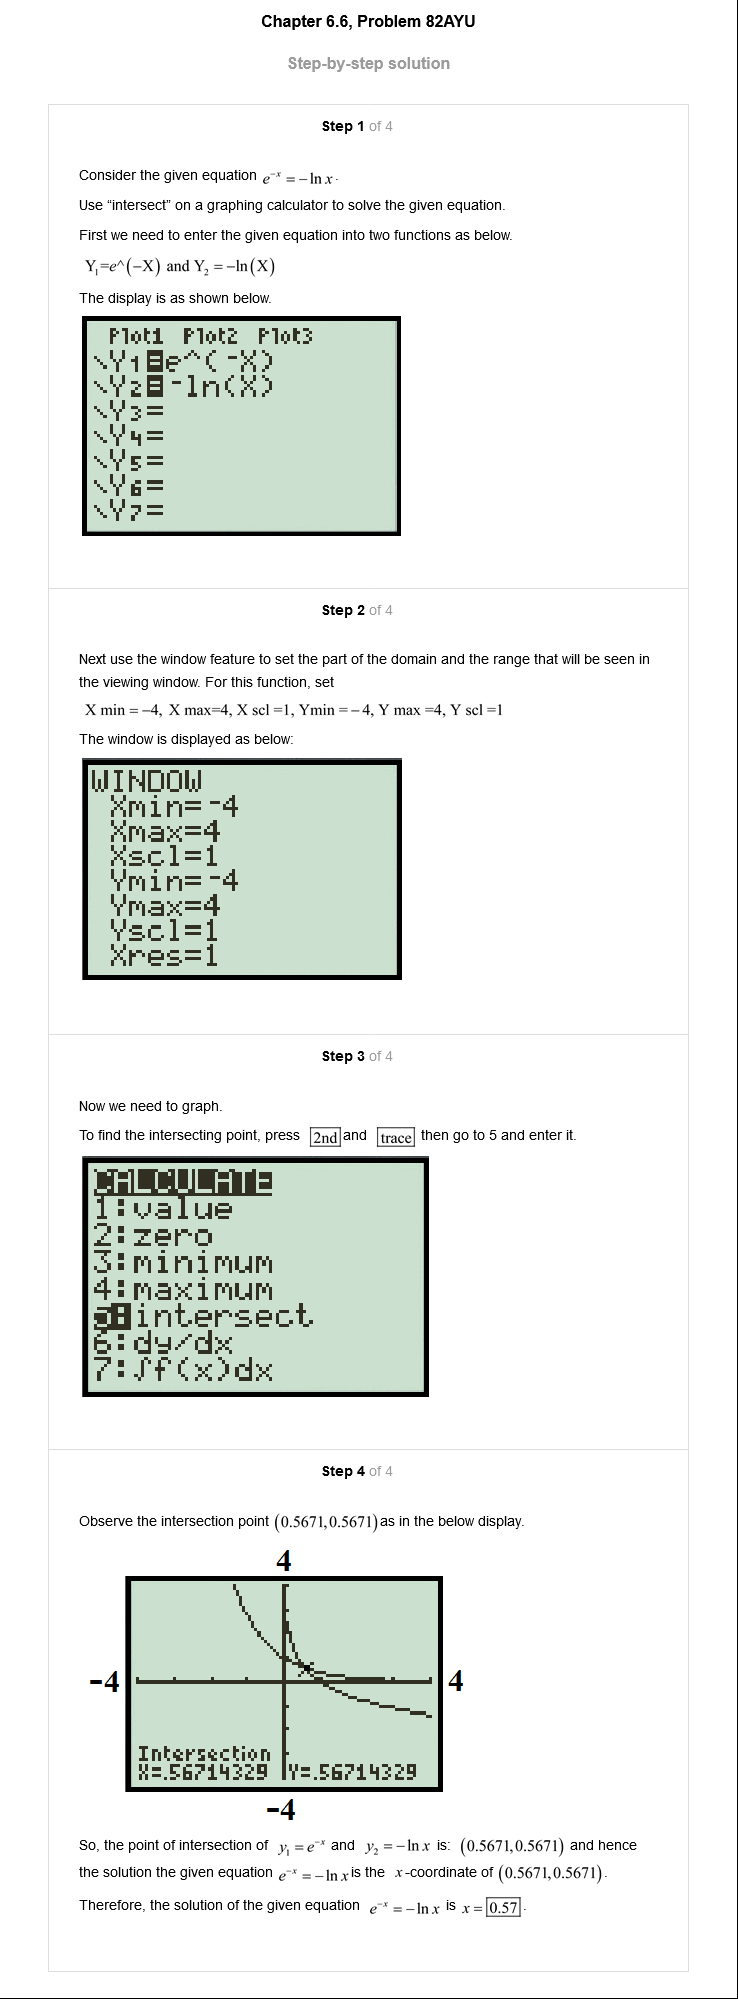 Chapter 6.6, Problem 82AYU
Step-by-step solution
Step 1 of 4
Consider the given equation e^{-x} = -ln x.
Use “intersect” on a graphing calculator to solve the given equation.
First we need to enter the given equation into two functions as below.
Y₁=e^(−X) and Y₂ = −ln(X)
The display is as shown below.
Plot1 Plot2 Plot3
\Y1=e^(-X)
\Y2=-ln(X)
\Y3=
\Y4=
\Y5=
\Y6=
\Y7=
Step 2 of 4
Next use the window feature to set the part of the domain and the range that will be seen in
the viewing window. For this function, set
X min = −4, X max=4, X scl =1, Ymin = −4, Y max =4, Y scl =1
The window is displayed as below:
WINDOW
Xmin=-4
Xmax=4
Xscl=1
Ymin=-4
Ymax=4
Yscl=1
Xres=1
Step 3 of 4
Now we need to graph.
To find the intersecting point, press 2nd and trace then go to 5 and enter it.
CALCULATE
1:value
2:zero
3:minimum
4:maximum
5:intersect
6:dy/dx
7:∫f(x)dx
Step 4 of 4
Observe the intersection point (0.5671,0.5671) as in the below display.
4
−4
4
Intersection
X=.56714329 Y=.56714329
−4
So, the point of intersection of y₁ = e^{-x} and y₂ = −ln x is: (0.5671,0.5671) and hence
the solution the given equation e^{-x} = −ln x is the x-coordinate of (0.5671,0.5671).
Therefore, the solution of the given equation e^{-x} = −ln x is x = 0.57.